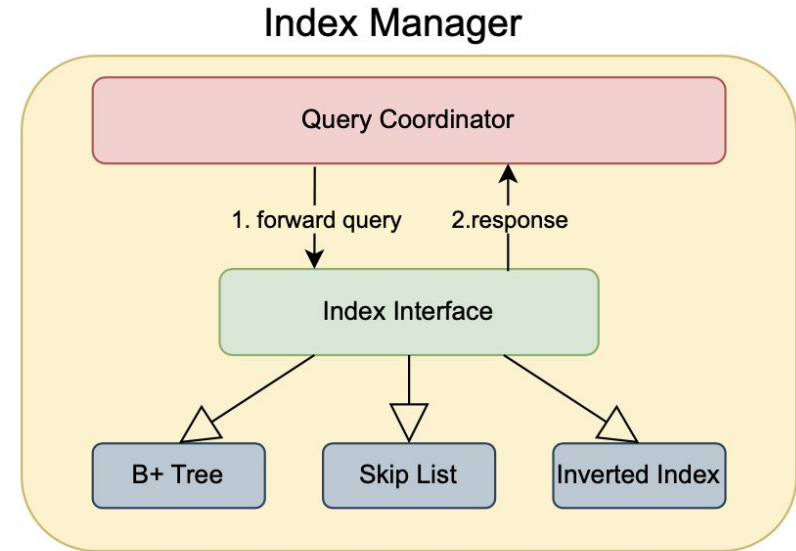 Index Manager
Query Coordinator
1. forward query
2.response
Index Interface
B+ Tree
Skip List
Inverted Index